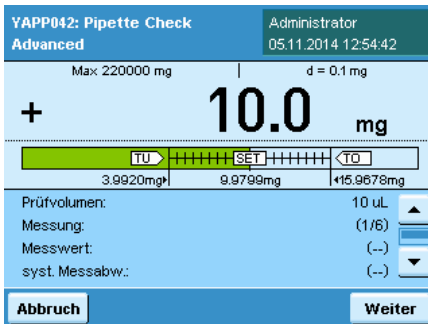 YAPP042: Pipette Check Administrator
Advanced 05.11.2014 12:54:42
Max 220000 mg d = 0.1 mg
+ 10.0 mg
TU SET TO
3.9920mg 9.9799mg 15.9678mg
Prüfvolumen: 10 uL
Messung: (1/6)
Messwert: (--)
syst. Messabw.: (--)
Abbruch Weiter